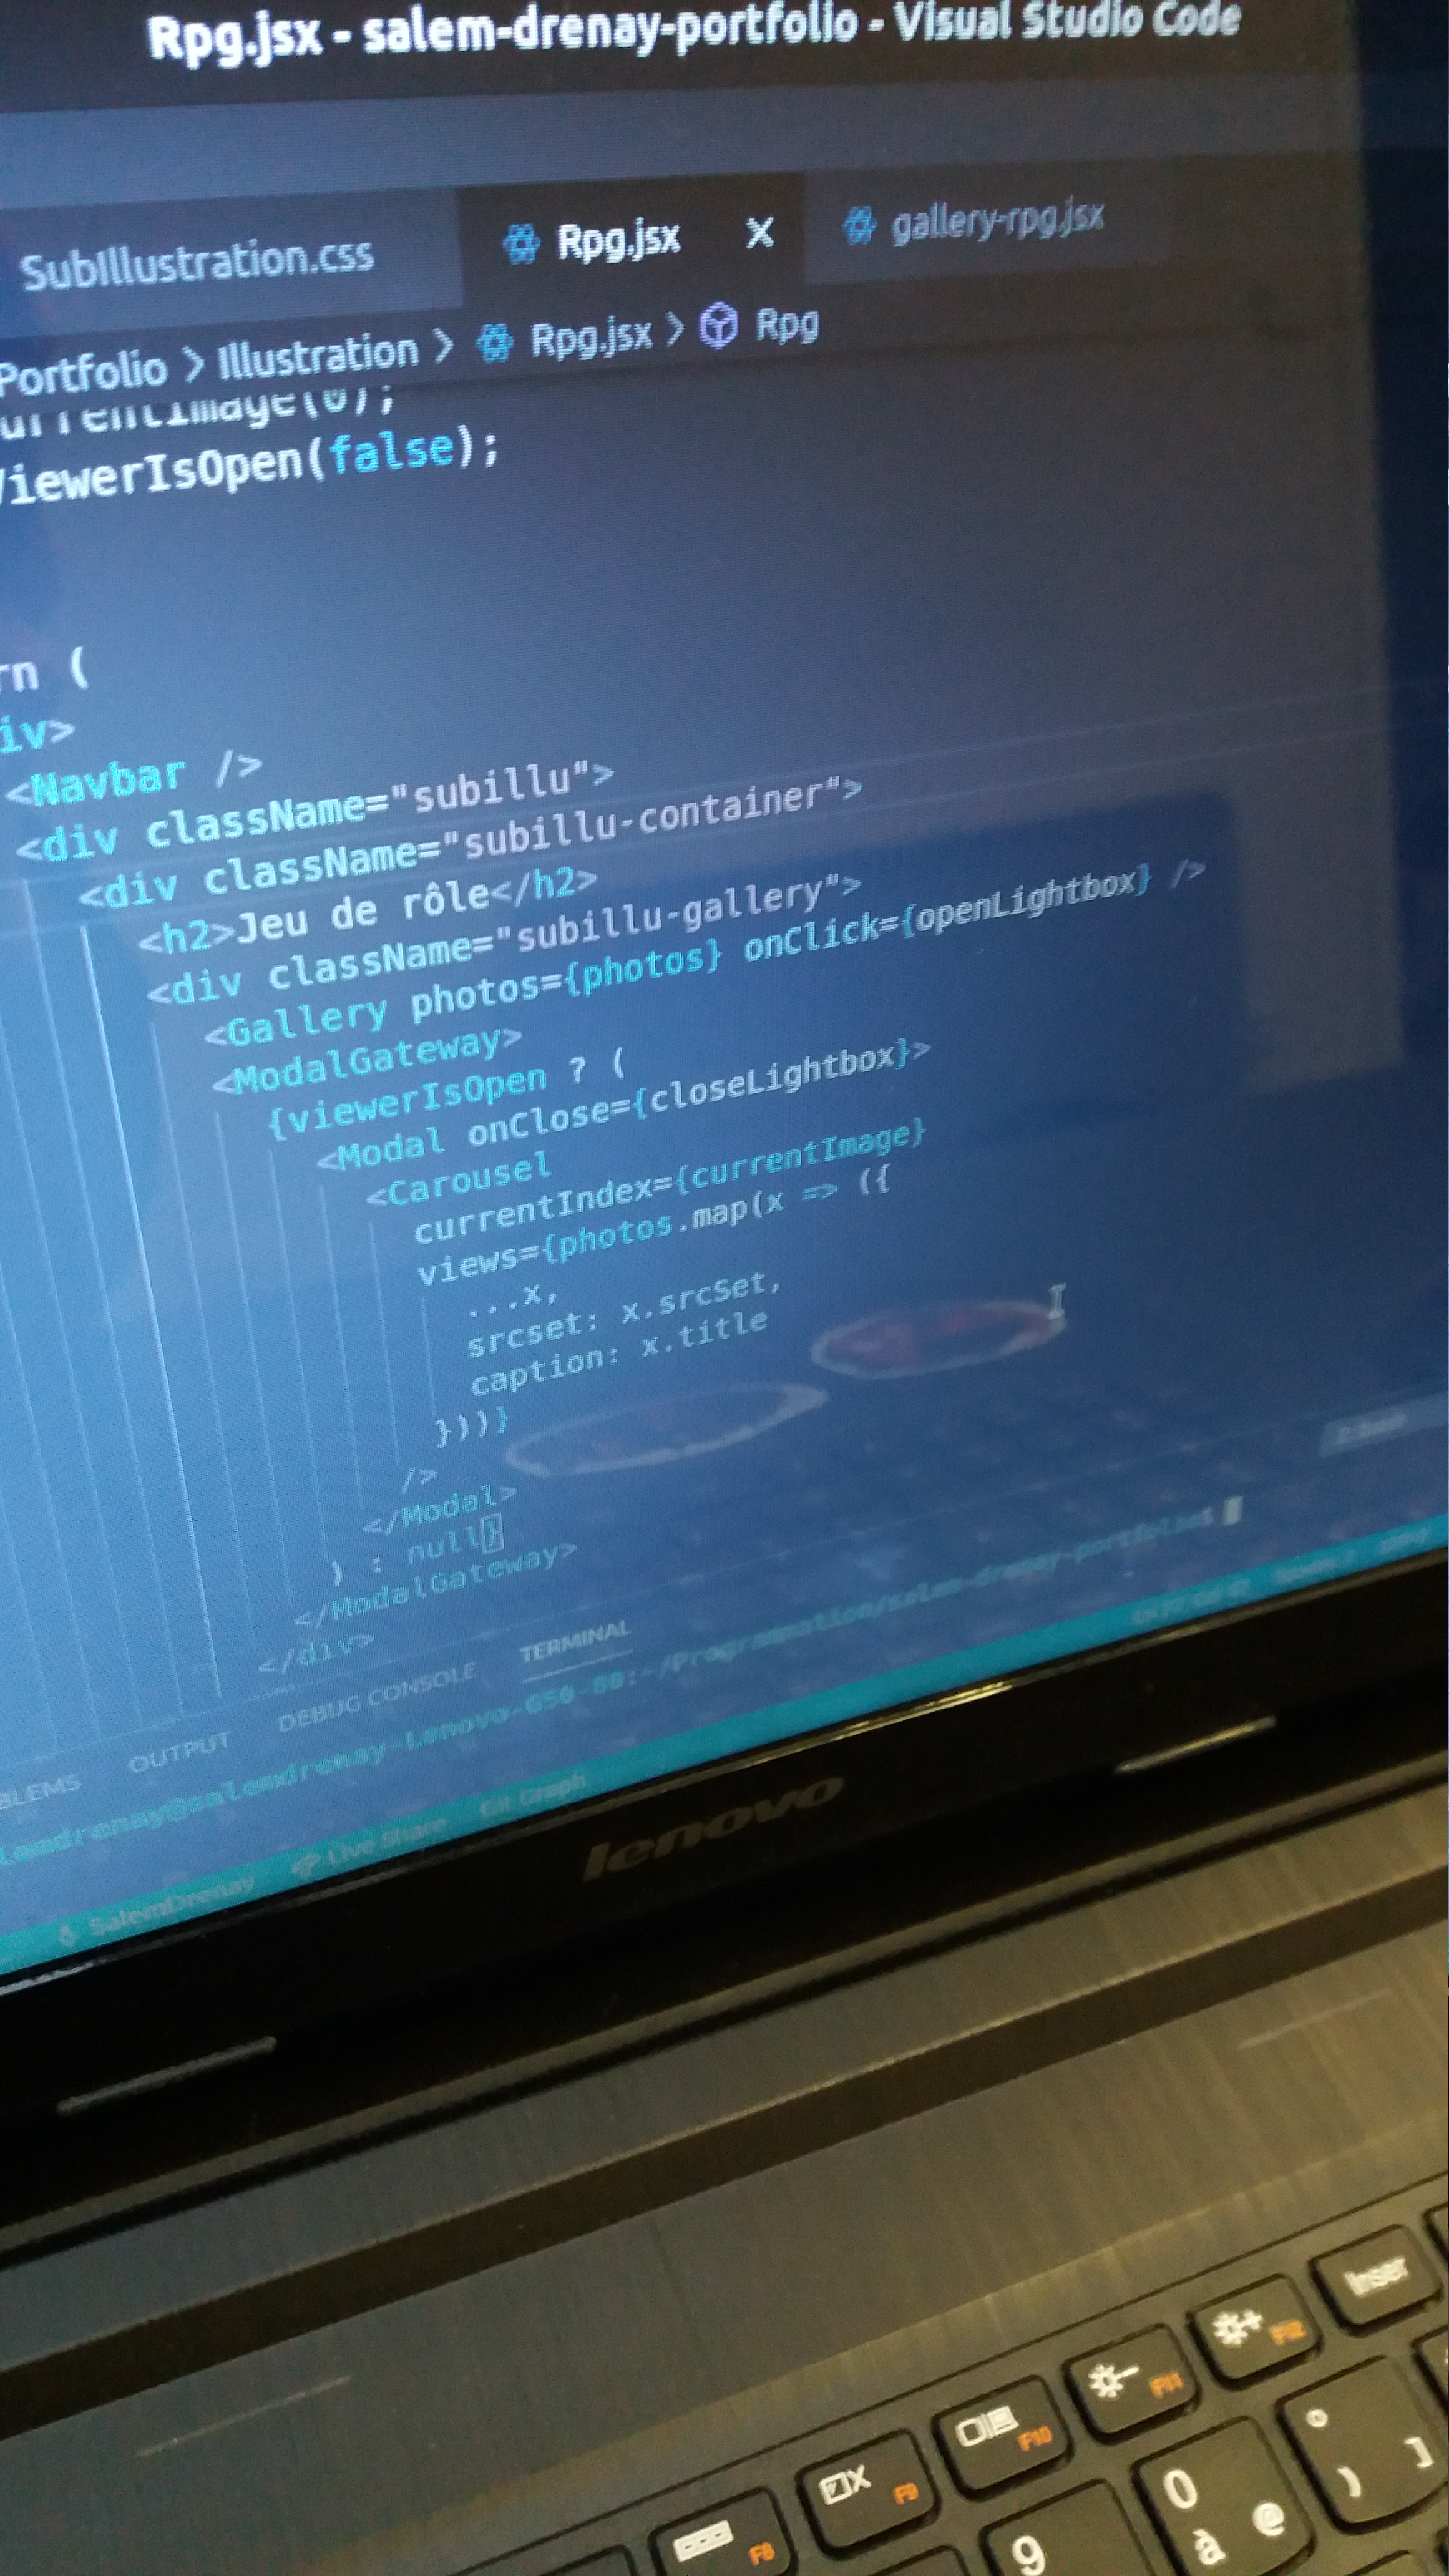 Rpg.jsx - salem-drenay-portfolio - Visual Studio Code
SubIllustration.css Rpg.jsx X gallery-rpg.jsx
Portfolio > Illustration > Rpg.jsx > Rpg
urrentImage(0);
ViewerIsOpen(false);
rn (
iv>
<Navbar />
<div className="subillu">
<div className="subillu-container">
<h2>Jeu de rôle</h2>
<div className="subillu-gallery">
<Gallery photos={photos} onClick={openLightbox} />
<ModalGateway>
{viewerIsOpen ? (
<Modal onClose={closeLightbox}>
<Carousel
currentIndex={currentImage}
views={photos.map(x => ({
...x,
srcset: x.srcSet,
caption: x.title
}))}
/>
</Modal>
) : null}
</ModalGateway>
</div>
BLEMS OUTPUT DEBUG CONSOLE TERMINAL
lemdrenay@salemdrenay-Lenovo-G50-80:~/Programmation/salem-drenay-portfolio$
SalemDrenay Live Share Git Graph
lenovo
F8 F9 F10 F11 F12 Inser
9 0 à @ ° ) ]